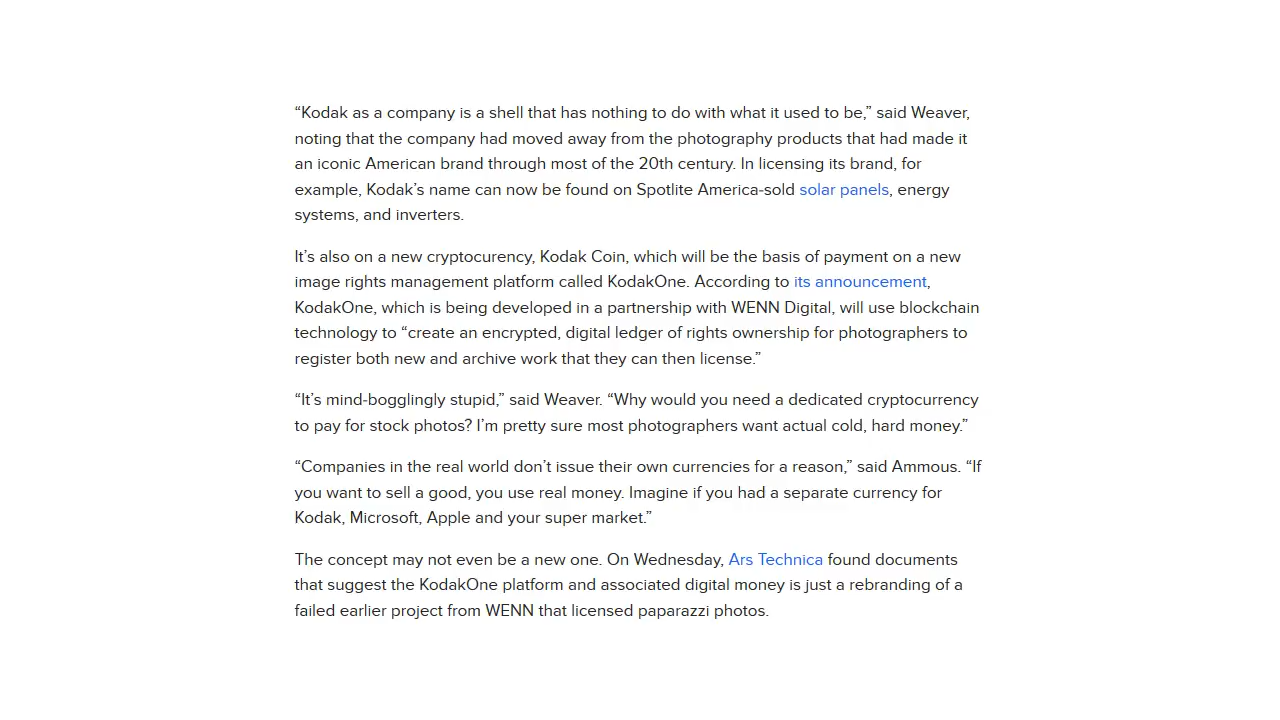 “Kodak as a company is a shell that has nothing to do with what it used to be,” said Weaver,
noting that the company had moved away from the photography products that had made it
an iconic American brand through most of the 20th century. In licensing its brand, for
example, Kodak’s name can now be found on Spotlite America-sold solar panels, energy
systems, and inverters.
It’s also on a new cryptocurency, Kodak Coin, which will be the basis of payment on a new
image rights management platform called KodakOne. According to its announcement,
KodakOne, which is being developed in a partnership with WENN Digital, will use blockchain
technology to “create an encrypted, digital ledger of rights ownership for photographers to
register both new and archive work that they can then license.”
“It’s mind-bogglingly stupid,” said Weaver. “Why would you need a dedicated cryptocurrency
to pay for stock photos? I’m pretty sure most photographers want actual cold, hard money.”
“Companies in the real world don’t issue their own currencies for a reason,” said Ammous. “If
you want to sell a good, you use real money. Imagine if you had a separate currency for
Kodak, Microsoft, Apple and your super market.”
The concept may not even be a new one. On Wednesday, Ars Technica found documents
that suggest the KodakOne platform and associated digital money is just a rebranding of a
failed earlier project from WENN that licensed paparazzi photos.